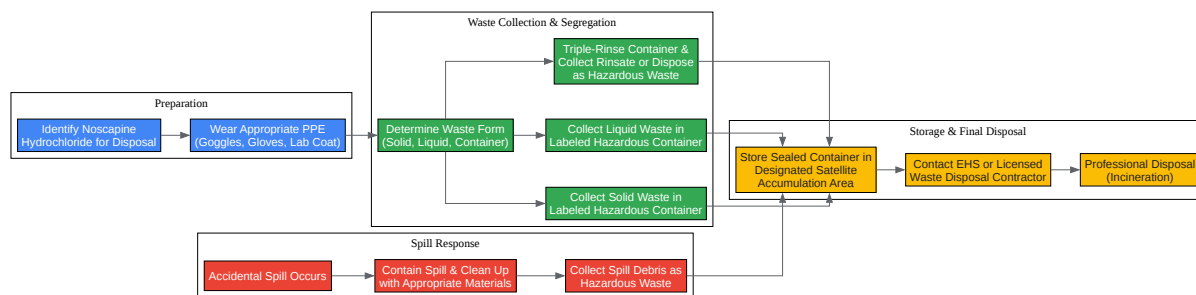 Waste Collection & Segregation
Triple-Rinse Container &
Collect Rinsate or Dispose
as Hazardous Waste
Preparation
Identify Noscapine
Hydrochloride for Disposal
Wear Appropriate PPE
(Goggles, Gloves, Lab Coat)
Determine Waste Form
(Solid, Liquid, Container)
Collect Liquid Waste in
Labeled Hazardous Container
Collect Solid Waste in
Labeled Hazardous Container
Storage & Final Disposal
Store Sealed Container in
Designated Satellite
Accumulation Area
Contact EHS or Licensed
Waste Disposal Contractor
Professional Disposal
(Incineration)
Spill Response
Accidental Spill Occurs
Contain Spill & Clean Up
with Appropriate Materials
Collect Spill Debris as
Hazardous Waste